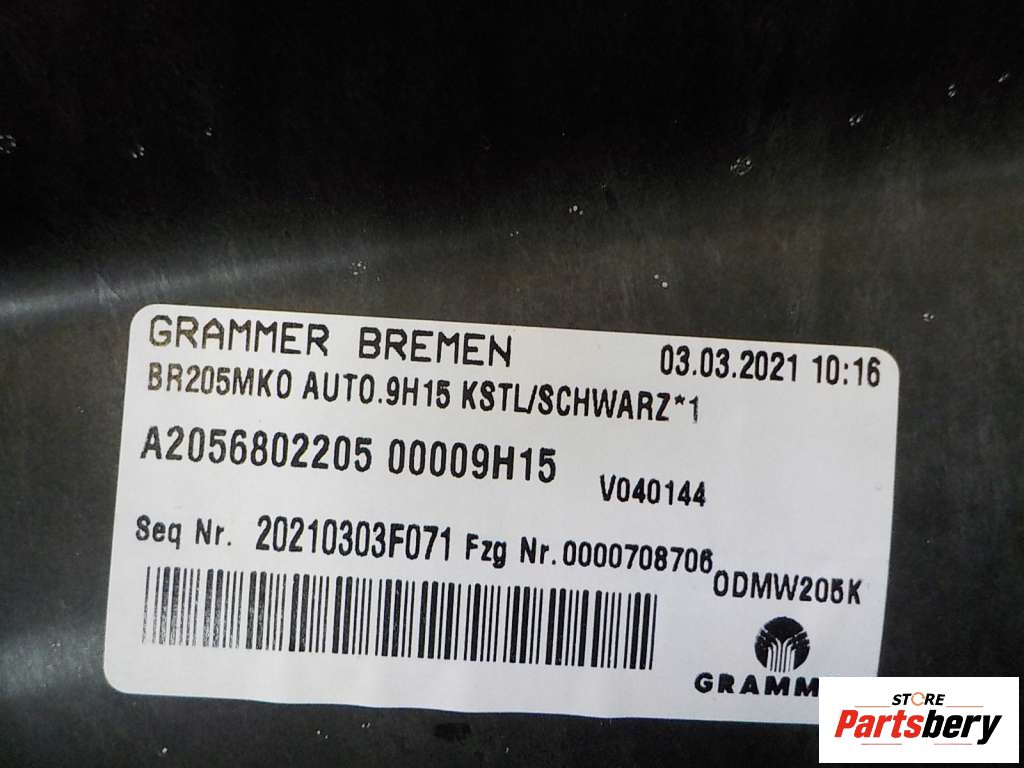 GRAMMER BREMEN 03.03.2021 10:16
BR205MKO AUTO.9H15 KSTL/SCHWARZ*1
A2056802205 00009H15 V040144
Seq Nr. 20210303F071 Fzg Nr.0000708706 ODMW205K
GRAMM
STORE
Partsbery